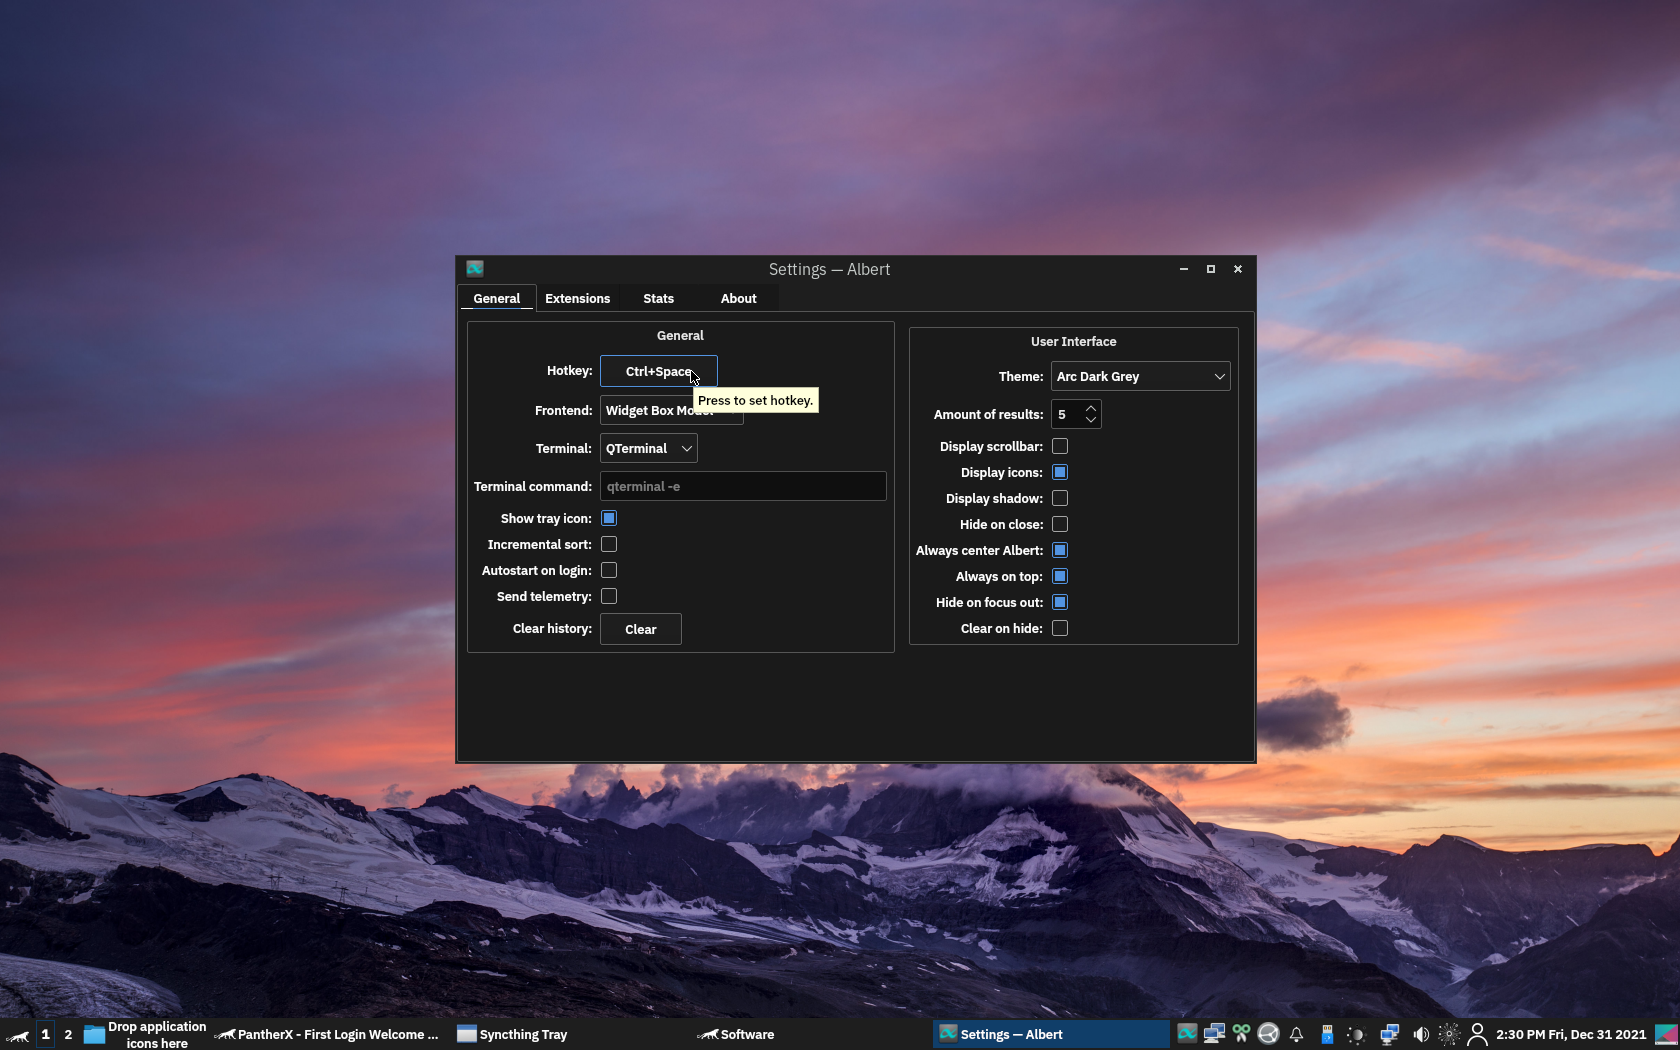 Settings — Albert
General
Extensions
Stats
About
General
Hotkey:
Ctrl+Space
Press to set hotkey.
Frontend:
Widget Box Model
Terminal:
QTerminal
Terminal command:
qterminal -e
Show tray icon:
Incremental sort:
Autostart on login:
Send telemetry:
Clear history:
Clear
User Interface
Theme:
Arc Dark Grey
Amount of results:
5
Display scrollbar:
Display icons:
Display shadow:
Hide on close:
Always center Albert:
Always on top:
Hide on focus out:
Clear on hide:
1
2
Drop application
icons here
PantherX - First Login Welcome ...
Syncthing Tray
Software
Settings — Albert
2:30 PM Fri, Dec 31 2021